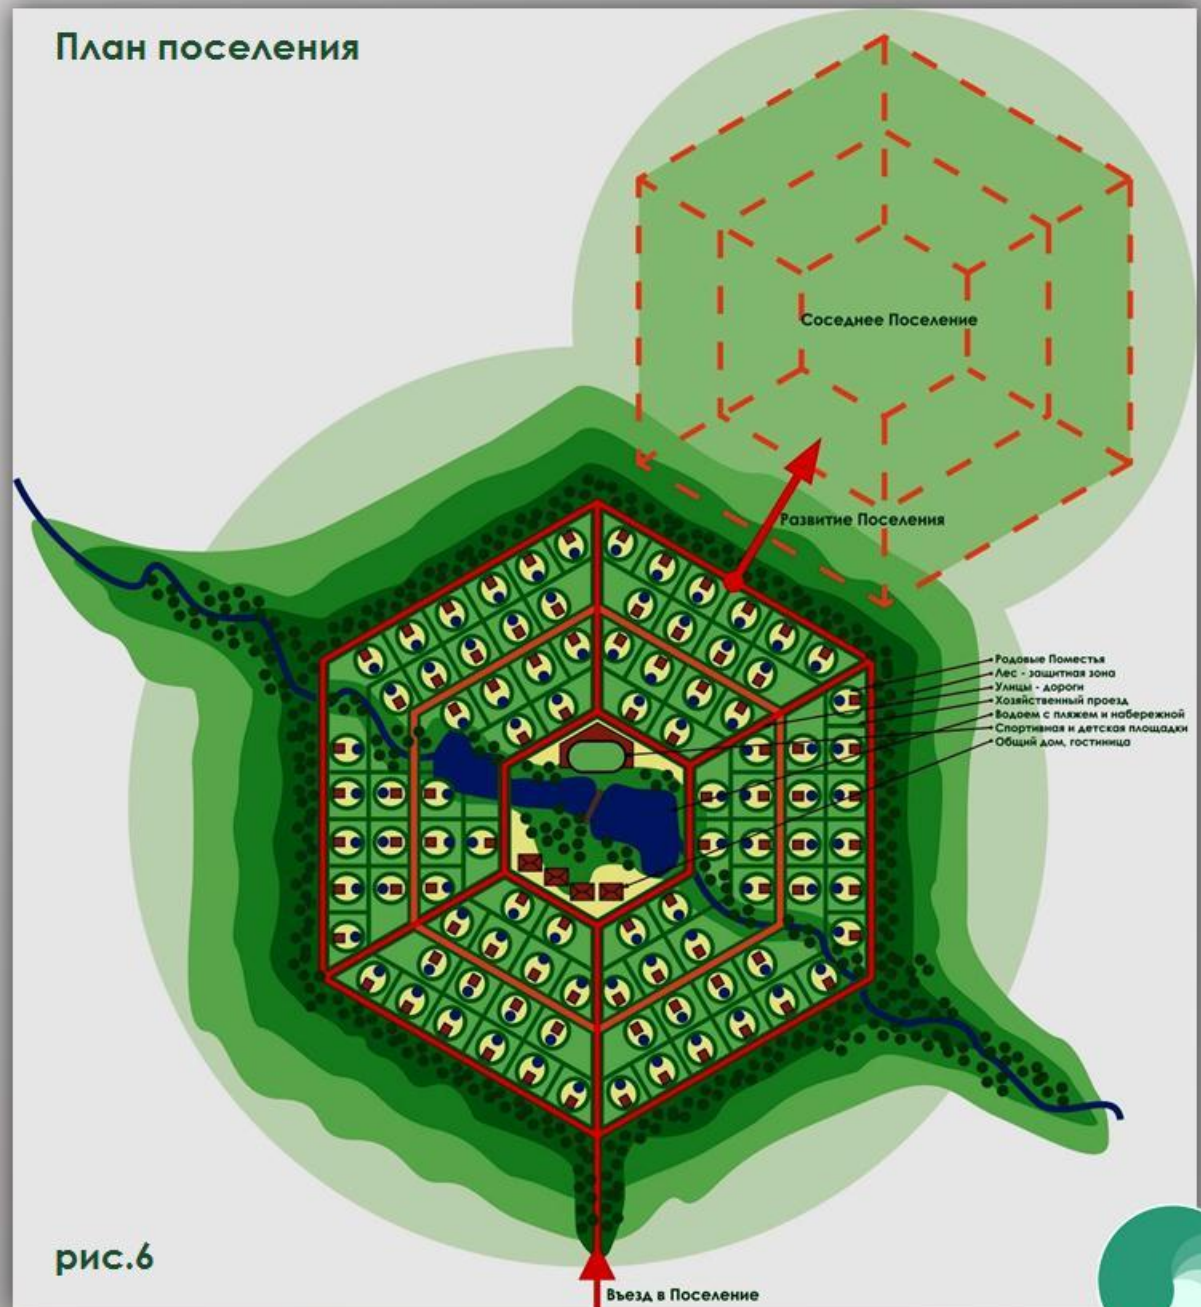 План поселения
Соседнее Поселение
Развитие Поселения
Родовые Поместья
Лес - защитная зона
Улицы - дороги
Хозяйственный проезд
Водоем с пляжем и набережной
Спортивная и детская площадки
Общий дом, гостиница
рис.6
Въезд в Поселение